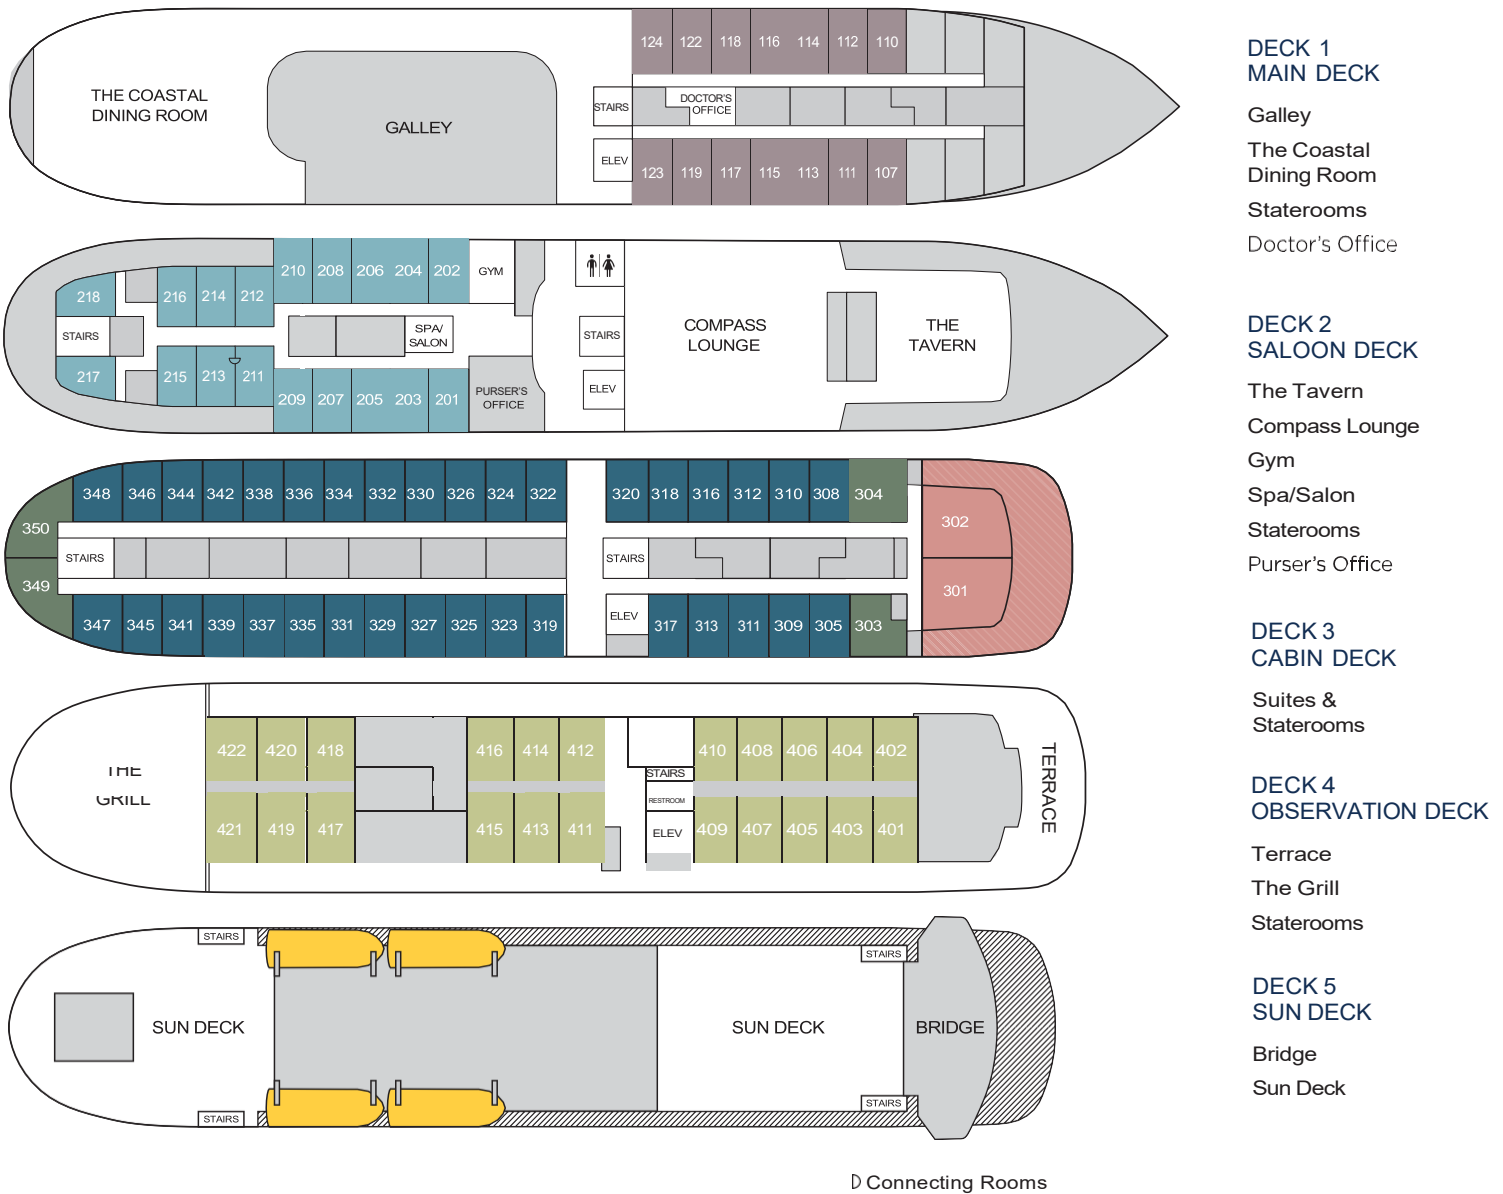 124 122 118 116 114 112 110
THE COASTAL
DINING ROOM
GALLEY
STAIRS
DOCTOR'S
OFFICE
ELEV
123 119 117 115 113 111 107
210 208 206 204 202
GYM
218
216 214 212
STAIRS
SPA/
SALON
STAIRS
COMPASS
LOUNGE
THE
TAVERN
217
215 213 211
ELEV
209 207 205 203 201
PURSER'S
OFFICE
348 346 344 342 338 336 334 332 330 326 324 322
320 318 316 312 310 308 304
350
302
STAIRS
STAIRS
349
301
347 345 341 339 337 335 331 329 327 325 323 319
ELEV
317 313 311 309 305 303
422 420 418
416 414 412
410 408 406 404 402
THE
GRILL
STAIRS
RESTROOM
ELEV
TERRACE
421 419 417
415 413 411
409 407 405 403 401
STAIRS
STAIRS
SUN DECK
SUN DECK
BRIDGE
STAIRS
STAIRS
D Connecting Rooms
DECK 1
MAIN DECK
Galley
The Coastal
Dining Room
Staterooms
Doctor's Office
DECK 2
SALOON DECK
The Tavern
Compass Lounge
Gym
Spa/Salon
Staterooms
Purser's Office
DECK 3
CABIN DECK
Suites &
Staterooms
DECK 4
OBSERVATION DECK
Terrace
The Grill
Staterooms
DECK 5
SUN DECK
Bridge
Sun Deck